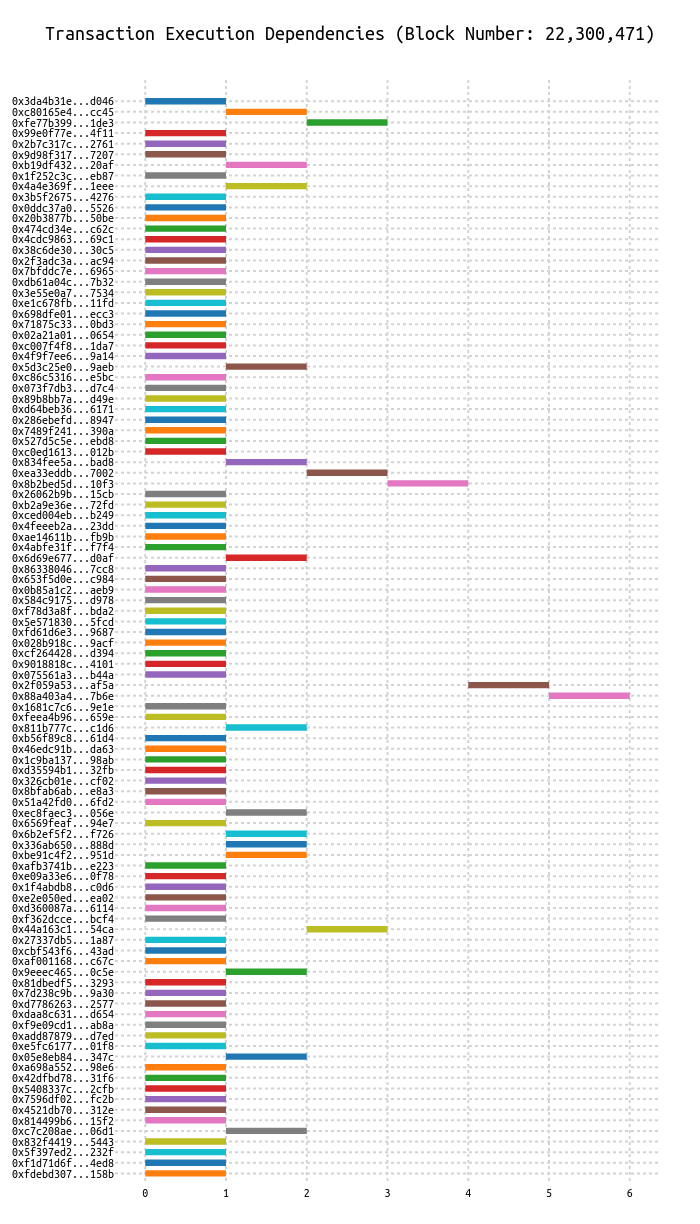 Transaction Execution Dependencies (Block Number: 22,300,471)
0x3da4b31e...d046
0xc80165e4...cc45
0xfe77b399...1de3
0x99e0f77e...4f11
0x2b7c317c...2761
0x9d98f317...7207
0xb19df432...20af
0x1f252c3c...eb87
0x4a4e369f...1eee
0x3b5f2675...4276
0x0ddc37a0...5526
0x20b3877b...50be
0x474cd34e...c62c
0x4cdc9863...69c1
0x38c6de30...30c5
0x2f3adc3a...ac94
0x7bfddc7e...6965
0xdb61a04c...7b32
0x3e55e0a7...7534
0xe1c678fb...11fd
0x698dfe01...ecc3
0x71875c33...0bd3
0x02a21a01...0654
0xc007f4f8...1da7
0x4f9f7ee6...9a14
0x5d3c25e0...9aeb
0xc86c5316...e5bc
0x073f7db3...d7c4
0x89b8bb7a...d49e
0xd64beb36...6171
0x286ebefd...8947
0x7489f241...390a
0x527d5c5e...ebd8
0xc0ed1613...012b
0x834fee5a...bad8
0xea33eddb...7002
0x8b2bed5d...10f3
0x26062b9b...15cb
0xb2a9e36e...72fd
0xced004eb...b249
0x4feeeb2a...23dd
0xae14611b...fb9b
0x4abfe31f...f7f4
0x6d69e677...d0af
0x86338046...7cc8
0x653f5d0e...c984
0x0b85a1c2...aeb9
0x584c9175...d978
0xf78d3a8f...bda2
0x5e571830...5fcd
0xfd61d6e3...9687
0x028b918c...9acf
0xcf264428...d394
0x9018818c...4101
0x075561a3...b44a
0x2f059a53...af5a
0x88a403a4...7b6e
0x1681c7c6...9e1e
0xfeea4b96...659e
0x811b777c...c1d6
0xb56f89c8...61d4
0x46edc91b...da63
0x1c9ba137...98ab
0xd35594b1...32fb
0x326cb01e...cf02
0x8bfab6ab...e8a3
0x51a42fd0...6fd2
0xec8faec3...056e
0x6569feaf...94e7
0x6b2ef5f2...f726
0x336ab650...888d
0xbe91c4f2...951d
0xafb3741b...e223
0xe09a33e6...0f78
0x1f4abdb8...c0d6
0xe2e050ed...ea02
0xd360087a...6114
0xf362dcce...bcf4
0x44a163c1...54ca
0x27337db5...1a87
0xcbf543f6...43ad
0xaf001168...c67c
0x9eeec465...0c5e
0x81dbedf5...3293
0x7d238c9b...9a30
0xd7786263...2577
0xdaa8c631...d654
0xf9e09cd1...ab8a
0xadd87879...d7ed
0xe5fc6177...01f8
0x05e8eb84...347c
0xa698a552...98e6
0x42dfbd78...31f6
0x5408337c...2cfb
0x7596df02...fc2b
0x4521db70...312e
0x814499b6...15f2
0xc7c208ae...06d1
0x832f4419...5443
0x5f397ed2...232f
0xf1d71d6f...4ed8
0xfdebd307...158b
0 1 2 3 4 5 6